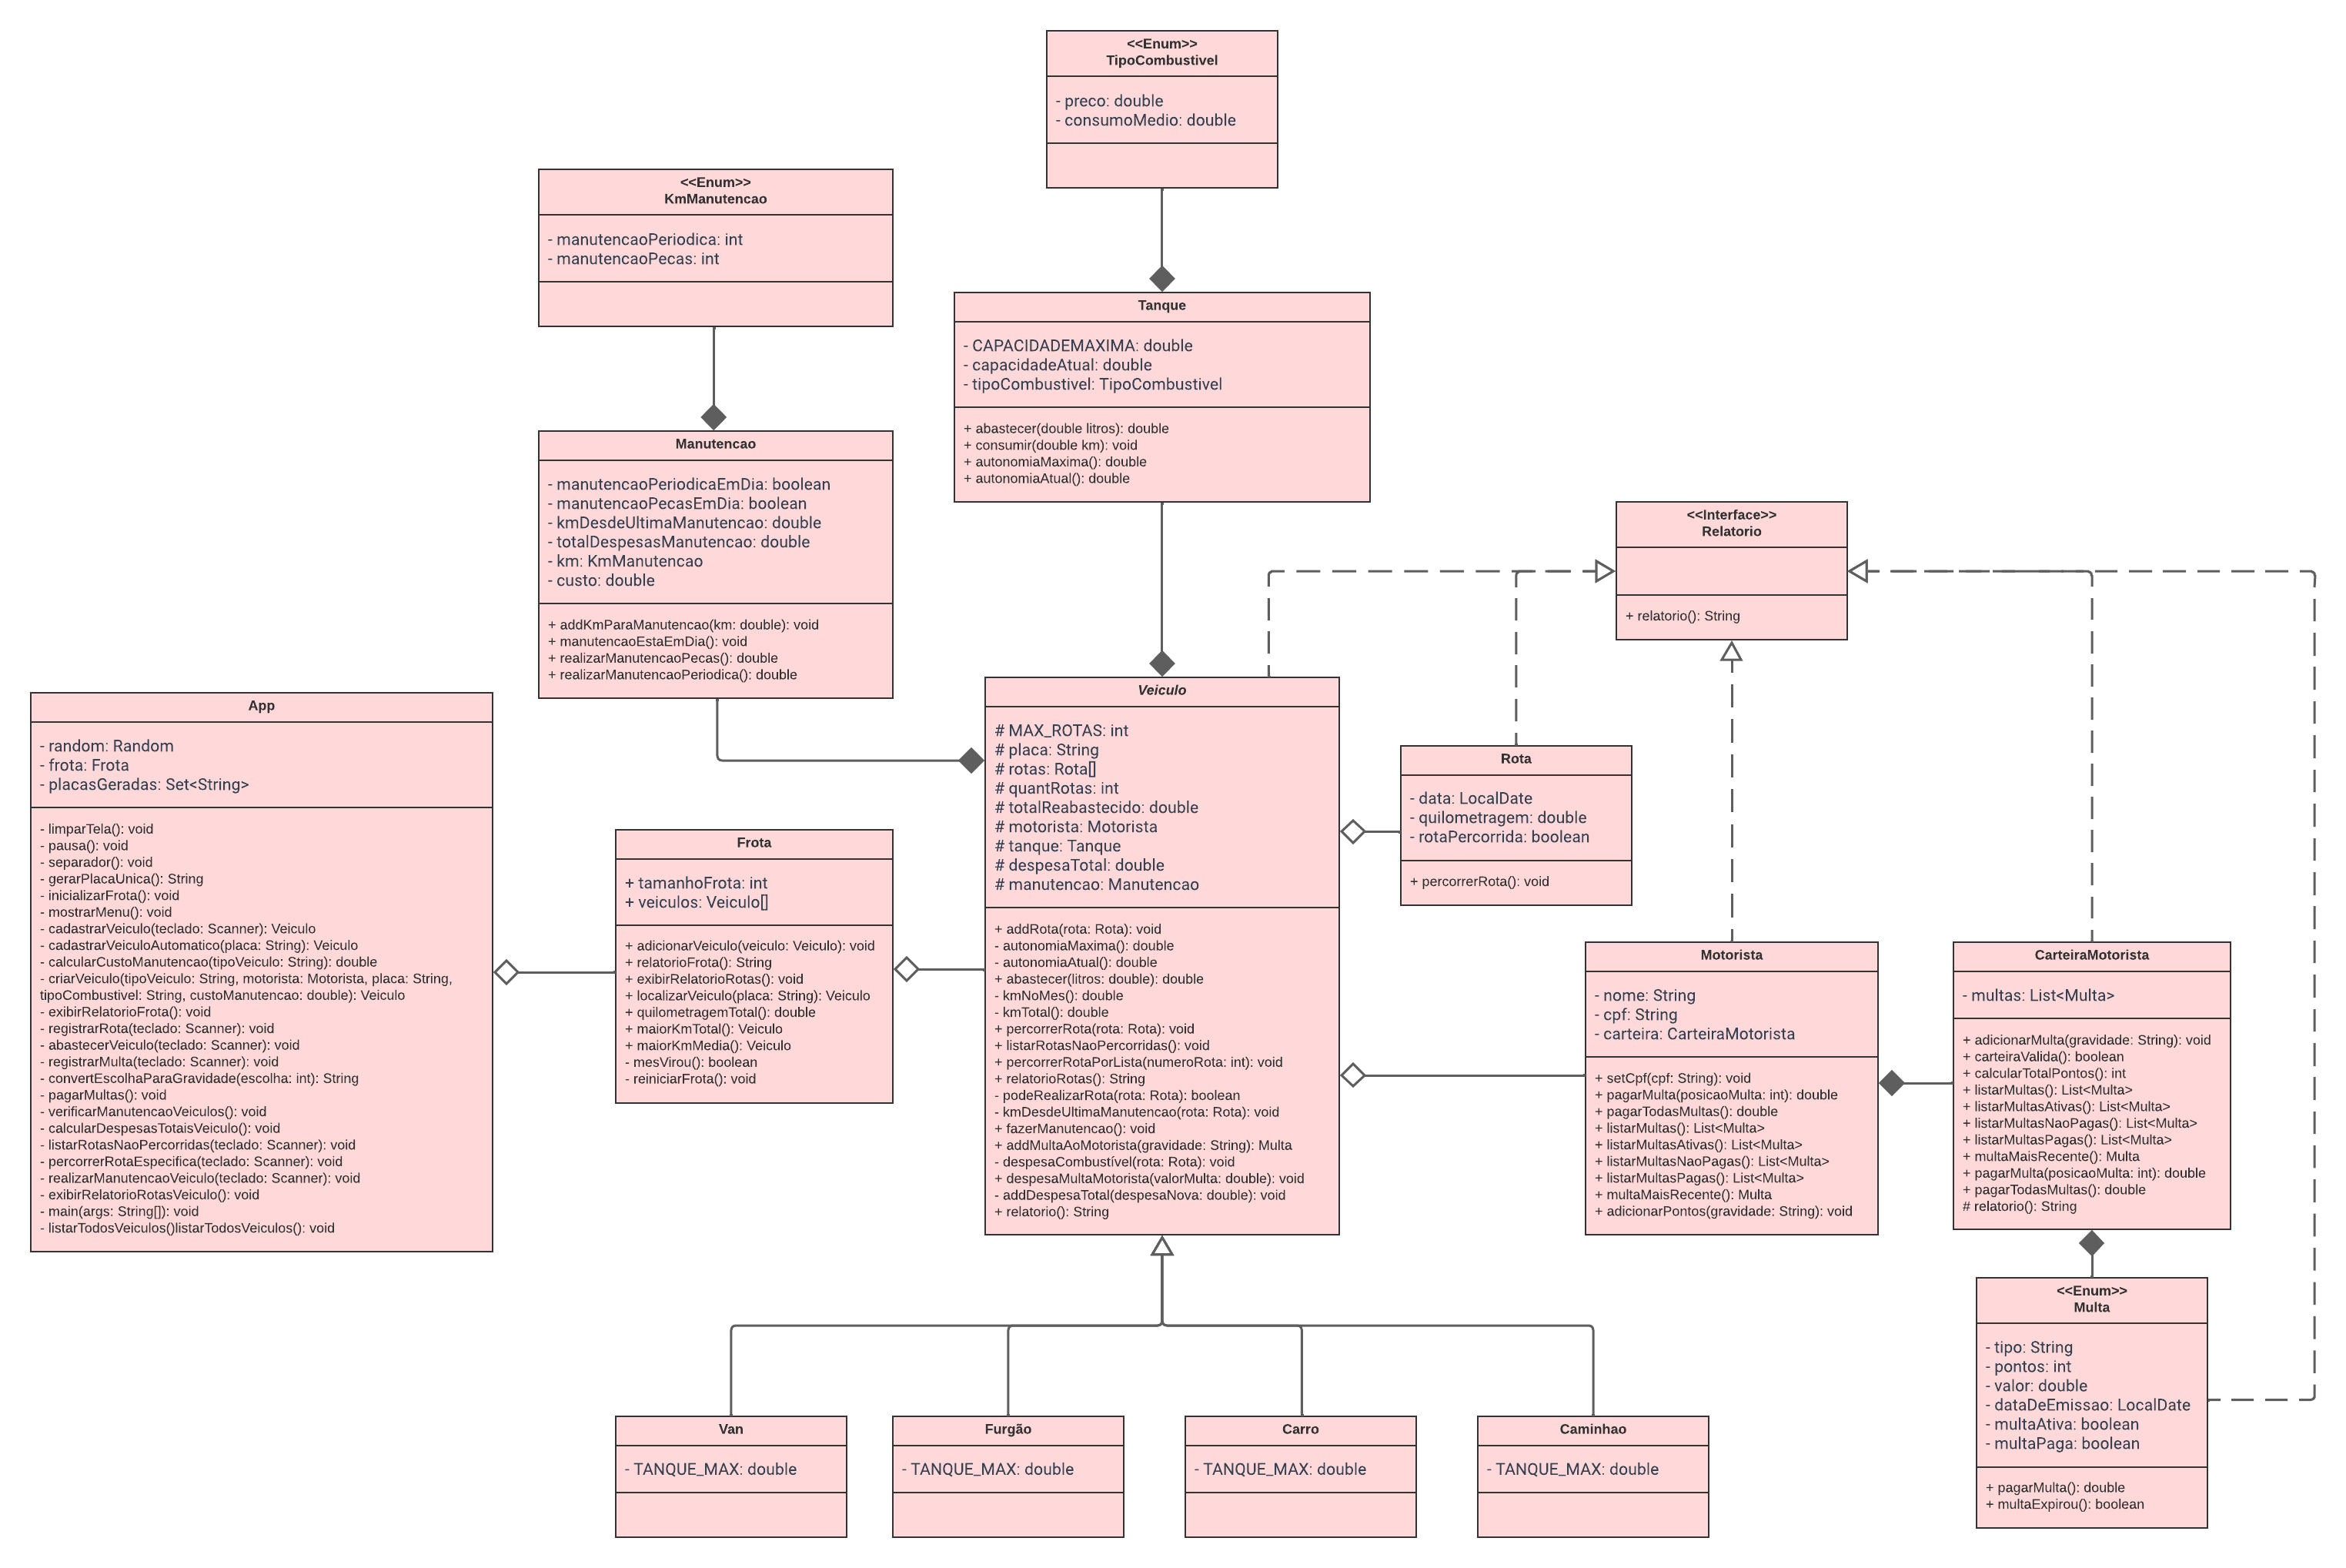 <<Enum>>
TipoCombustivel
- preco: double
- consumoMedio: double
<<Enum>>
KmManutencao
- manutencaoPeriodica: int
- manutencaoPecas: int
Tanque
- CAPACIDADEMAXIMA: double
- capacidadeAtual: double
- tipoCombustivel: TipoCombustivel
+ abastecer(double litros): double
+ consumir(double km): void
+ autonomiaMaxima(): double
+ autonomiaAtual(): double
Manutencao
- manutencaoPeriodicaEmDia: boolean
- manutencaoPecasEmDia: boolean
- kmDesdeUltimaManutencao: double
- totalDespesasManutencao: double
- km: KmManutencao
- custo: double
+ addKmParaManutencao(km: double): void
+ manutencaoEstaEmDia(): void
+ realizarManutencaoPecas(): double
+ realizarManutencaoPeriodica(): double
<<Interface>>
Relatorio
+ relatorio(): String
App
- random: Random
- frota: Frota
- placasGeradas: Set<String>
- limparTela(): void
- pausa(): void
- separador(): void
- gerarPlacaUnica(): String
- inicializarFrota(): void
- mostrarMenu(): void
- cadastrarVeiculo(teclado: Scanner): Veiculo
- cadastrarVeiculoAutomatico(placa: String): Veiculo
- calcularCustoManutencao(tipoVeiculo: String): double
- criarVeiculo(tipoVeiculo: String, motorista: Motorista, placa: String,
tipoCombustivel: String, custoManutencao: double): Veiculo
- exibirRelatorioFrota(): void
- registrarRota(teclado: Scanner): void
- abastecerVeiculo(teclado: Scanner): void
- registrarMulta(teclado: Scanner): void
- convertEscolhaParaGravidade(escolha: int): String
- pagarMultas(): void
- verificarManutencaoVeiculos(): void
- calcularDespesasTotaisVeiculo(): void
- listarRotasNaoPercorridas(teclado: Scanner): void
- percorrerRotaEspecifica(teclado: Scanner): void
- realizarManutencaoVeiculo(teclado: Scanner): void
- exibirRelatorioRotasVeiculo(): void
- main(args: String[]): void
- listarTodosVeiculos()listarTodosVeiculos(): void
Frota
+ tamanhoFrota: int
+ veiculos: Veiculo[]
+ adicionarVeiculo(veiculo: Veiculo): void
+ relatorioFrota(): String
+ exibirRelatorioRotas(): void
+ localizarVeiculo(placa: String): Veiculo
+ quilometragemTotal(): double
+ maiorKmTotal(): Veiculo
+ maiorKmMedia(): Veiculo
- mesVirou(): boolean
- reiniciarFrota(): void
Veiculo
# MAX_ROTAS: int
# placa: String
# rotas: Rota[]
# quantRotas: int
# totalReabastecido: double
# motorista: Motorista
# tanque: Tanque
# despesaTotal: double
# manutencao: Manutencao
+ addRota(rota: Rota): void
- autonomiaMaxima(): double
- autonomiaAtual(): double
+ abastecer(litros: double): double
- kmNoMes(): double
- kmTotal(): double
+ percorrerRota(rota: Rota): void
+ listarRotasNaoPercorridas(): void
+ percorrerRotaPorLista(numeroRota: int): void
+ relatorioRotas(): String
- podeRealizarRota(rota: Rota): boolean
- kmDesdeUltimaManutencao(rota: Rota): void
+ fazerManutencao(): void
+ addMultaAoMotorista(gravidade: String): Multa
- despesaCombustível(rota: Rota): void
+ despesaMultaMotorista(valorMulta: double): void
- addDespesaTotal(despesaNova: double): void
+ relatorio(): String
Rota
- data: LocalDate
- quilometragem: double
- rotaPercorrida: boolean
+ percorrerRota(): void
Motorista
- nome: String
- cpf: String
- carteira: CarteiraMotorista
+ setCpf(cpf: String): void
+ pagarMulta(posicaoMulta: int): double
+ pagarTodasMultas(): double
+ listarMultas(): List<Multa>
+ listarMultasAtivas(): List<Multa>
+ listarMultasNaoPagas(): List<Multa>
+ listarMultasPagas(): List<Multa>
+ multaMaisRecente(): Multa
+ adicionarPontos(gravidade: String): void
CarteiraMotorista
- multas: List<Multa>
+ adicionarMulta(gravidade: String): void
+ carteiraValida(): boolean
+ calcularTotalPontos(): int
+ listarMultas(): List<Multa>
+ listarMultasAtivas(): List<Multa>
+ listarMultasNaoPagas(): List<Multa>
+ listarMultasPagas(): List<Multa>
+ multaMaisRecente(): Multa
+ pagarMulta(posicaoMulta: int): double
+ pagarTodasMultas(): double
# relatorio(): String
<<Enum>>
Multa
- tipo: String
- pontos: int
- valor: double
- dataDeEmissao: LocalDate
- multaAtiva: boolean
- multaPaga: boolean
+ pagarMulta(): double
+ multaExpirou(): boolean
Van
- TANQUE_MAX: double
Furgão
- TANQUE_MAX: double
Carro
- TANQUE_MAX: double
Caminhao
- TANQUE_MAX: double